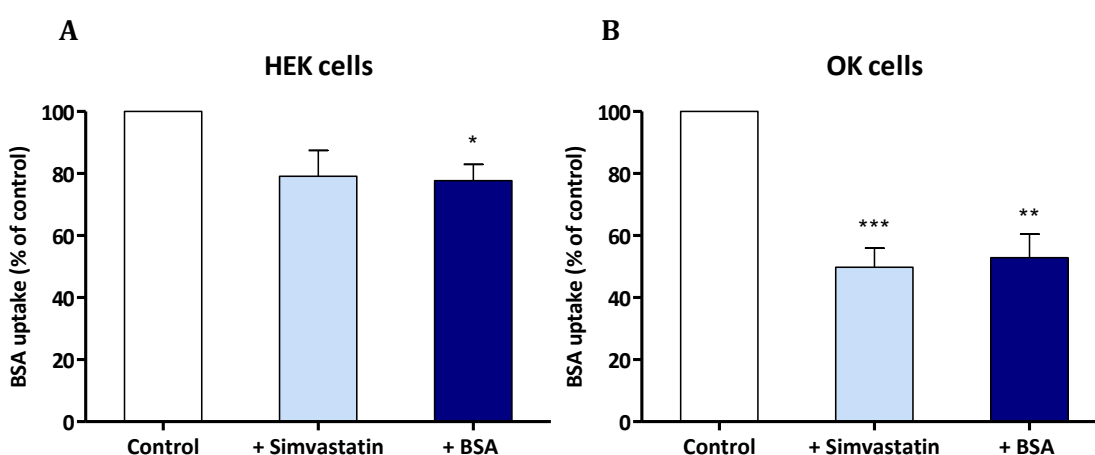 A
HEK cells
BSA uptake (% of control)
100
80
60
40
20
0
*
Control
+ Simvastatin
+ BSA
B
OK cells
BSA uptake (% of control)
100
80
60
40
20
0
***
**
Control
+ Simvastatin
+ BSA